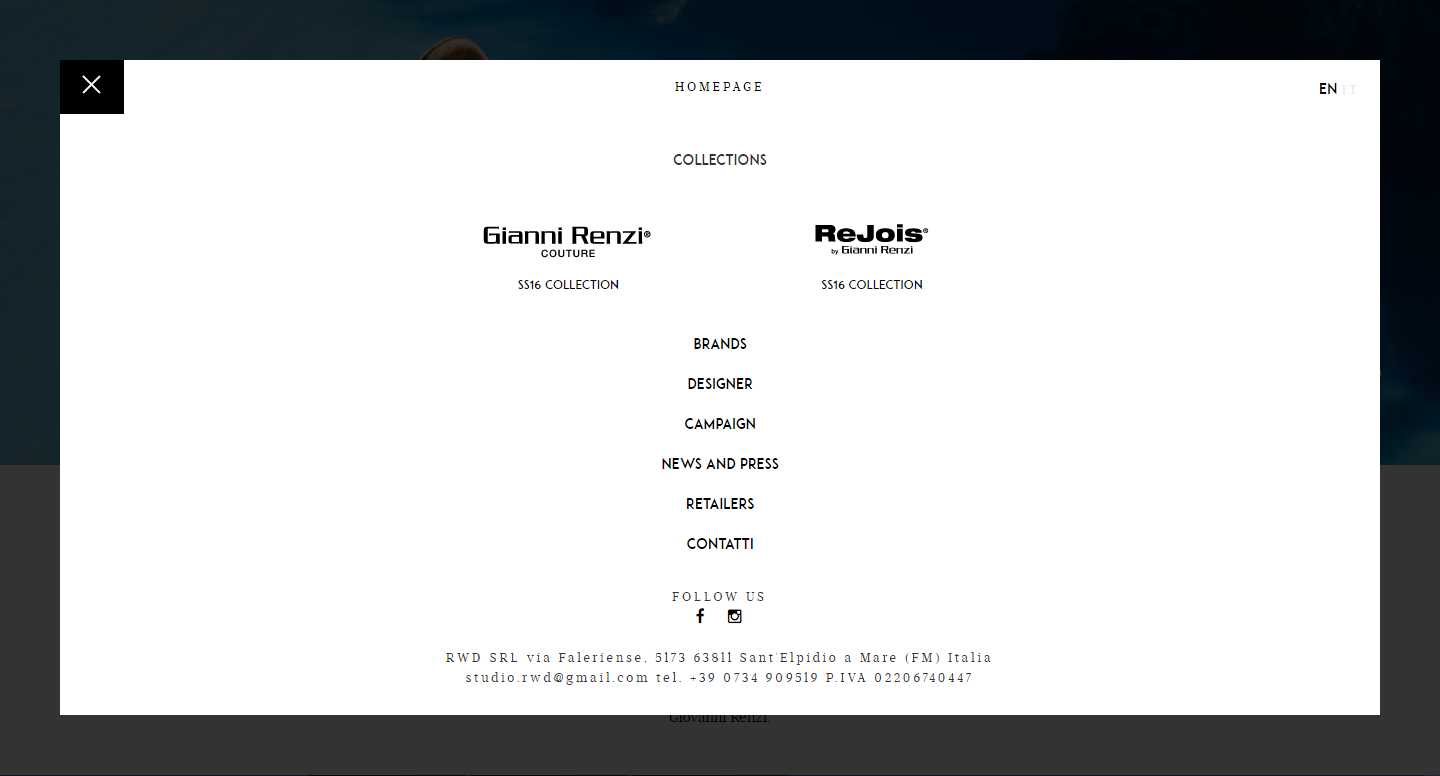 HOMEPAGE
EN IT
COLLECTIONS
Gianni Renzi®
COUTURE
SS16 COLLECTION
ReJois®
by Gianni Renzi
SS16 COLLECTION
BRANDS
DESIGNER
CAMPAIGN
NEWS AND PRESS
RETAILERS
CONTATTI
FOLLOW US
RWD SRL via Faleriense, 5173 63811 Sant'Elpidio a Mare (FM) Italia
studio.rwd@gmail.com tel. +39 0734 909519 P.IVA 02206740447
Giovanni Renzi.